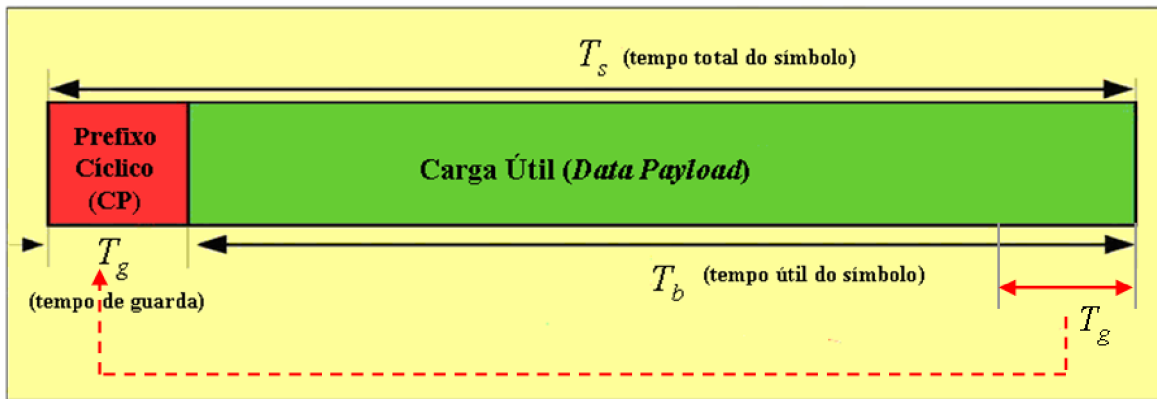 T_s (tempo total do símbolo)
Prefixo
Cíclico
(CP)
Carga Útil (Data Payload)
T_g
(tempo de guarda)
T_b (tempo útil do símbolo)
T_g